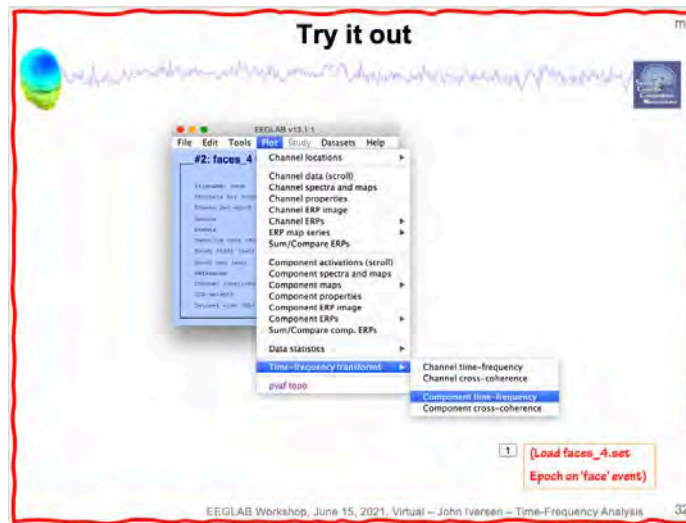 Try it out
m
EEGLAB v13.1.1
File Edit Tools Plot Study Datasets Help
#2: faces_4
Channel locations
Channel data (scroll)
Channel spectra and maps
Channel properties
Channel ERP image
Channel ERPs
ERP map series
Sum/Compare ERPs
Component activations (scroll)
Component spectra and maps
Component maps
Component properties
Component ERP image
Component ERPs
Sum/Compare comp. ERPs
Data statistics
Time-frequency transforms
pvaf topo
Channel time-frequency
Channel cross-coherence
Component time-frequency
Component cross-coherence
1
(Load faces_4.set
Epoch on 'face' event)
EEGLAB Workshop, June 15, 2021, Virtual – John Iversen – Time-Frequency Analysis
32